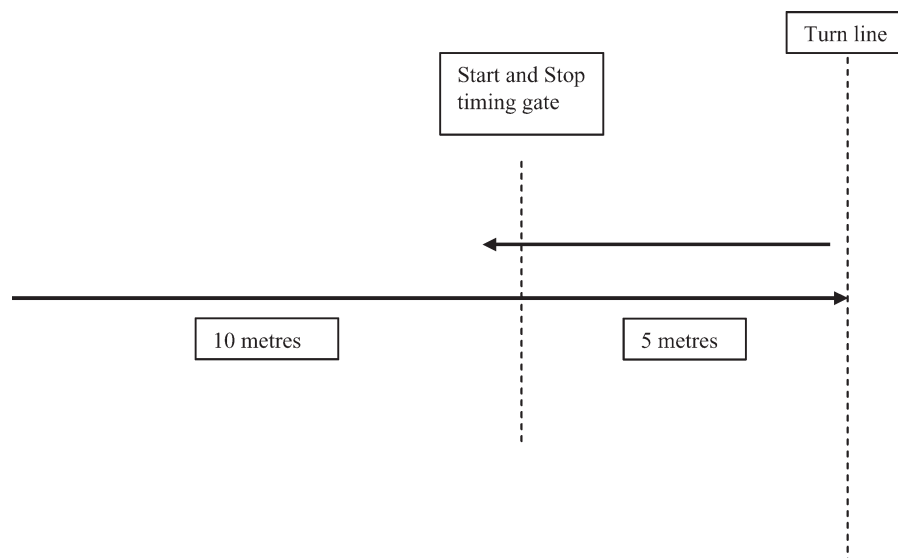 Turn line
Start and Stop
timing gate
10 metres
5 metres